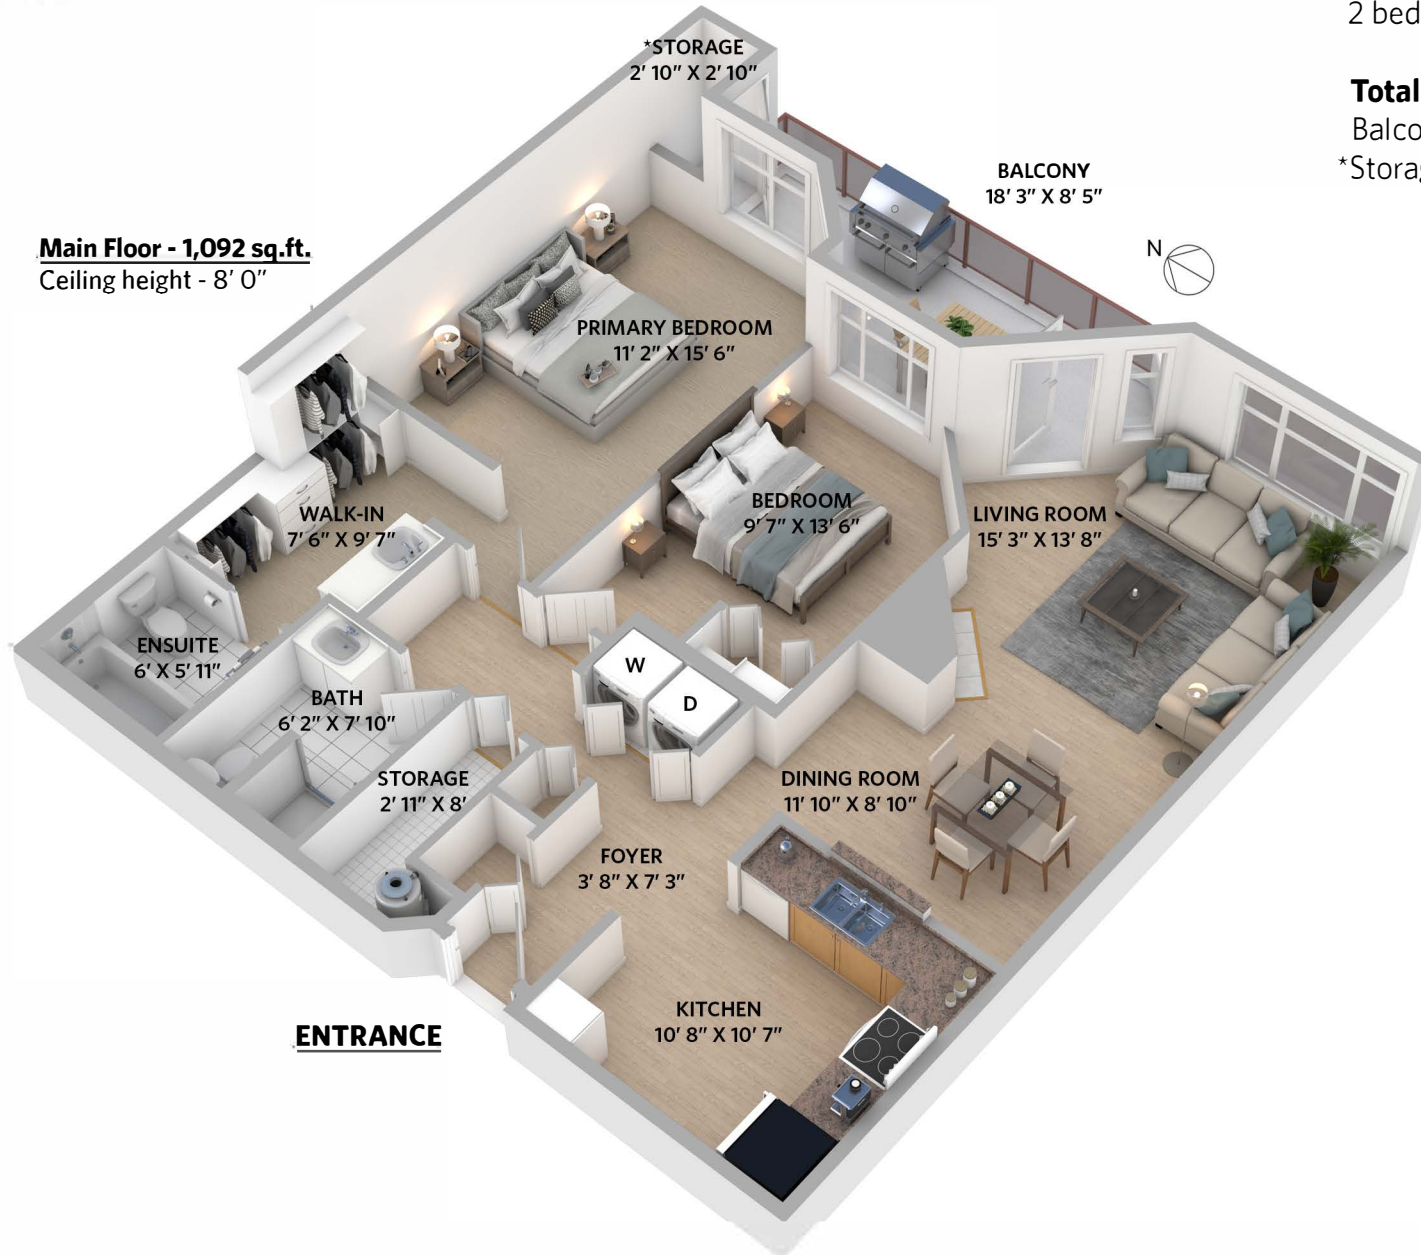 2 bed
Total
Balco
*Storag
*STORAGE
2' 10" X 2' 10"
BALCONY
18' 3" X 8' 5"
N
Main Floor - 1,092 sq.ft.
Ceiling height - 8' 0"
PRIMARY BEDROOM
11' 2" X 15' 6"
WALK-IN
7' 6" X 9' 7"
BEDROOM
9' 7" X 13' 6"
LIVING ROOM
15' 3" X 13' 8"
ENSUITE
6' X 5' 11"
W
D
BATH
6' 2" X 7' 10"
STORAGE
2' 11" X 8'
DINING ROOM
11' 10" X 8' 10"
FOYER
3' 8" X 7' 3"
KITCHEN
10' 8" X 10' 7"
ENTRANCE